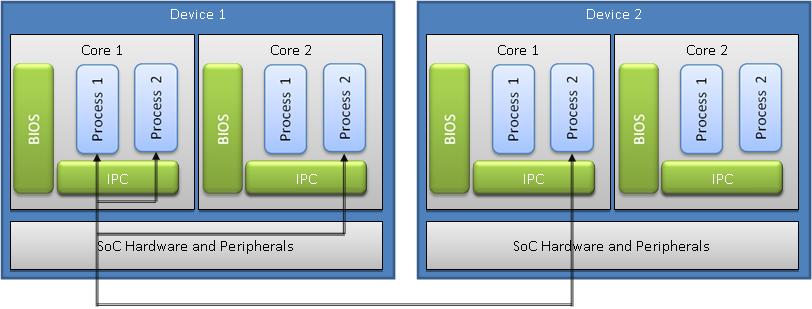 Device 1
Core 1
BIOS
Process 1
Process 2
IPC
Core 2
BIOS
Process 1
Process 2
IPC
SoC Hardware and Peripherals
Device 2
Core 1
BIOS
Process 1
Process 2
IPC
Core 2
BIOS
Process 1
Process 2
IPC
SoC Hardware and Peripherals